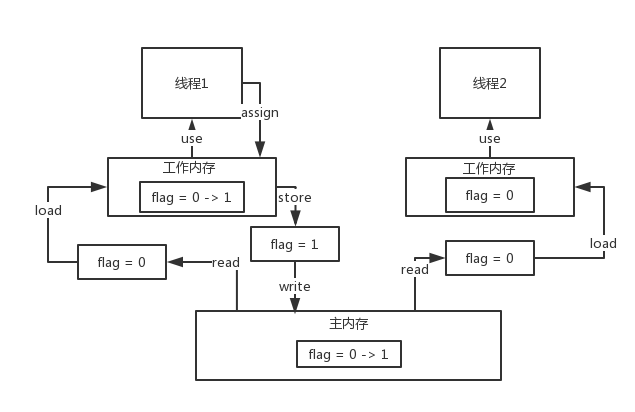 线程1
线程2
assign
use
use
工作内存
工作内存
flag = 0 -> 1
flag = 0
load
store
flag = 1
load
flag = 0
read
read
flag = 0
write
主内存
flag = 0 -> 1